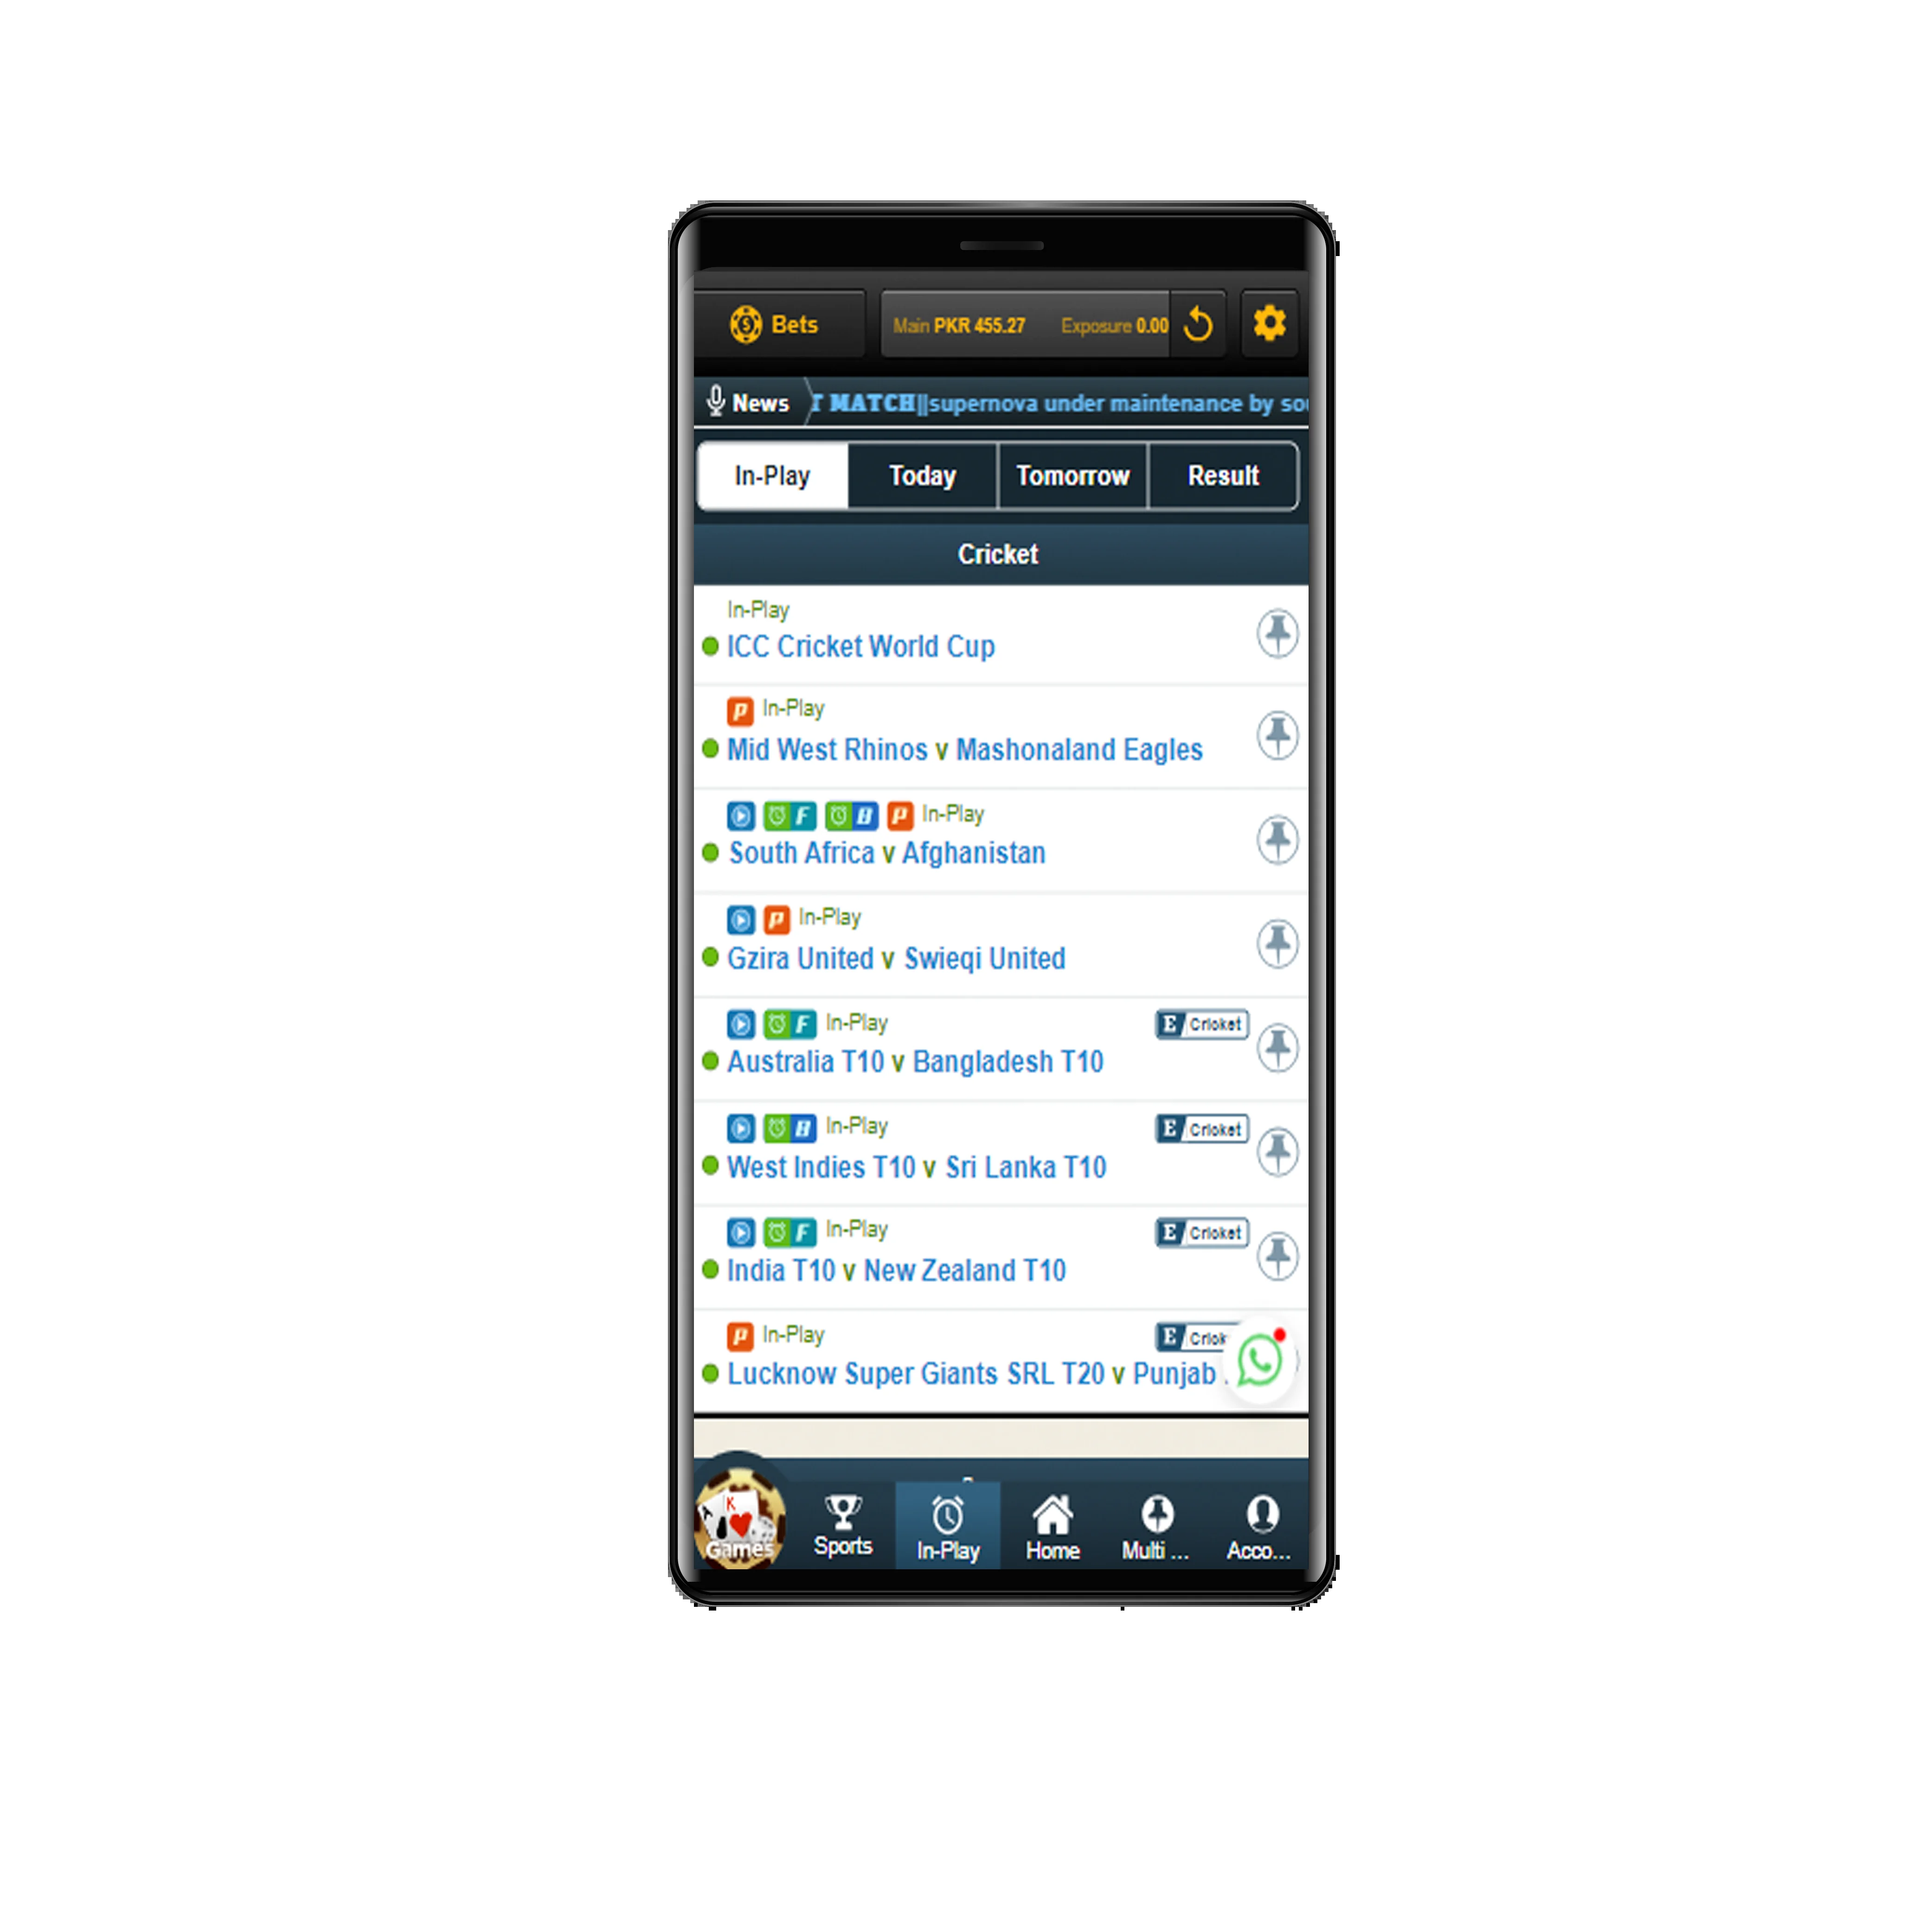 Bets Main PKR 455.27 Exposure 0.00
News T MATCH||supernova under maintenance by
In-Play Today Tomorrow Result
Cricket
In-Play
ICC Cricket World Cup
P In-Play
Mid West Rhinos v Mashonaland Eagles
F B P In-Play
South Africa v Afghanistan
P In-Play
Gzira United v Swieqi United
F In-Play E Cricket
Australia T10 v Bangladesh T10
In-Play E Cricket
West Indies T10 v Sri Lanka T10
F In-Play E Cricket
India T10 v New Zealand T10
P In-Play E
Lucknow Super Giants SRL T20 v Punjab
K
Games Sports In-Play Home Multi ... Acco...